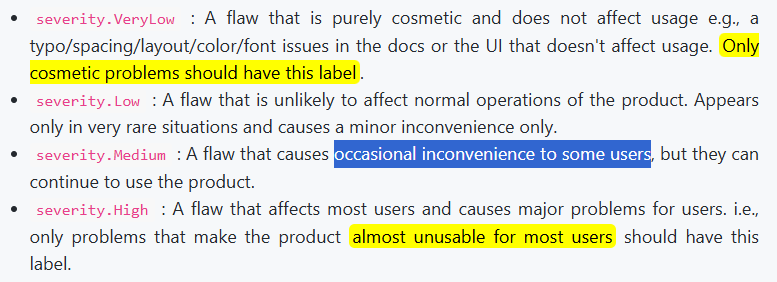 severity.VeryLow : A flaw that is purely cosmetic and does not affect usage e.g., a
typo/spacing/layout/color/font issues in the docs or the UI that doesn't affect usage. Only
cosmetic problems should have this label.
severity.Low : A flaw that is unlikely to affect normal operations of the product. Appears
only in very rare situations and causes a minor inconvenience only.
severity.Medium : A flaw that causes occasional inconvenience to some users, but they can
continue to use the product.
severity.High : A flaw that affects most users and causes major problems for users. i.e.,
only problems that make the product almost unusable for most users should have this
label.